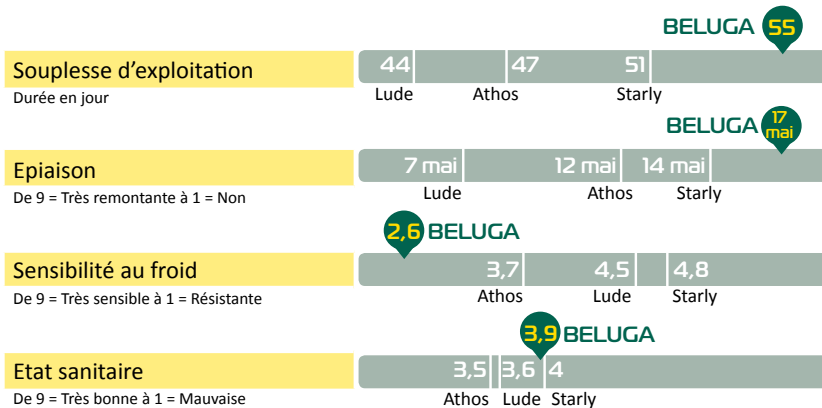 BELUGA 55
Souplesse d'exploitation 44 47 51
Durée en jour Lude Athos Starly
BELUGA 17 mai
Epiaison 7 mai 12 mai 14 mai
De 9 = Très remontante à 1 = Non Lude Athos Starly
2,6 BELUGA
Sensibilité au froid 3,7 4,5 4,8
De 9 = Très sensible à 1 = Résistante Athos Lude Starly
3,9 BELUGA
Etat sanitaire 3,5 3,6 4
De 9 = Très bonne à 1 = Mauvaise Athos Lude Starly